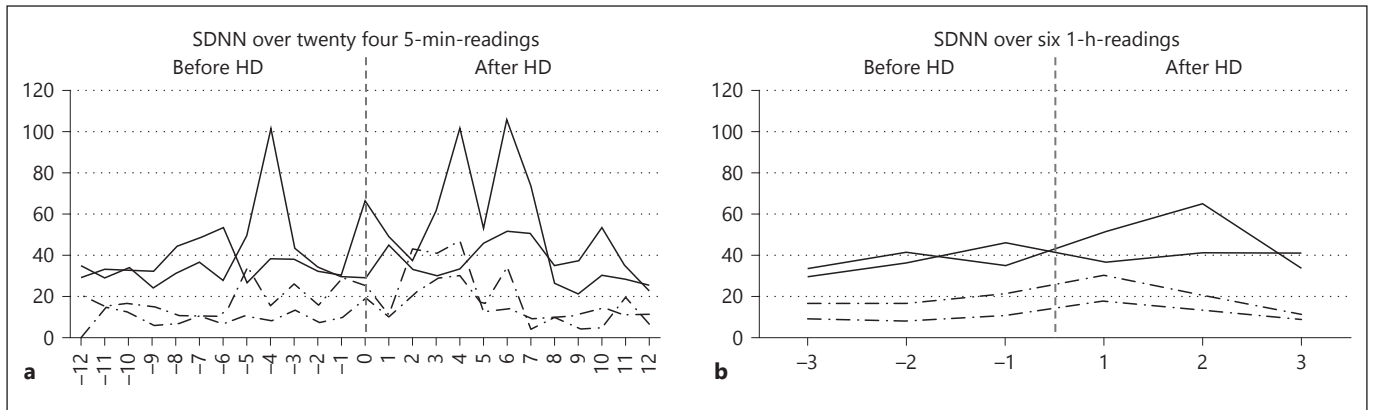 SDNN over twenty four 5-min-readings
Before HD After HD
120
100
80
60
40
20
0
–12 –11 –10 –9 –8 –7 –6 –5 –4 –3 –2 –1 0 1 2 3 4 5 6 7 8 9 10 11 12
a
SDNN over six 1-h-readings
Before HD After HD
120
100
80
60
40
20
0
–3 –2 –1 1 2 3
b